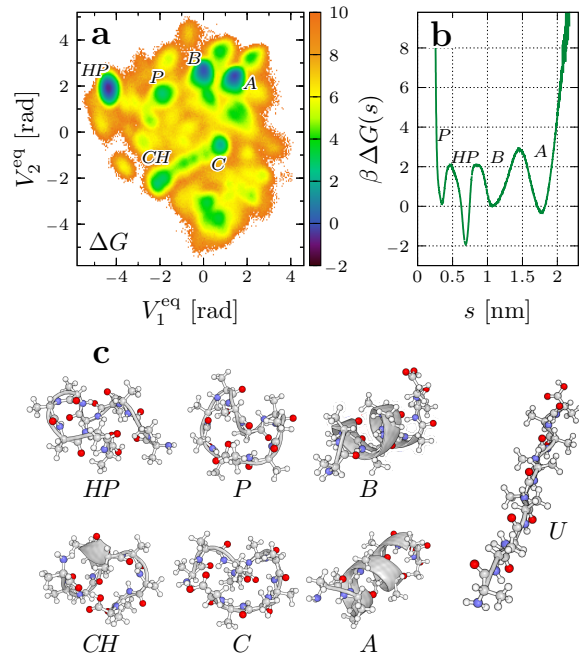 a
HP
P
B
A
CH
C
ΔG
4
2
0
−2
−4
−4
−2
0
2
4
V₂^eq [rad]
V₁^eq [rad]
10
8
6
4
2
0
−2
b
P
HP
B
A
8
6
4
2
0
−2
0.5
1
1.5
2
β ΔG(s)
s [nm]
c
HP
P
B
U
CH
C
A